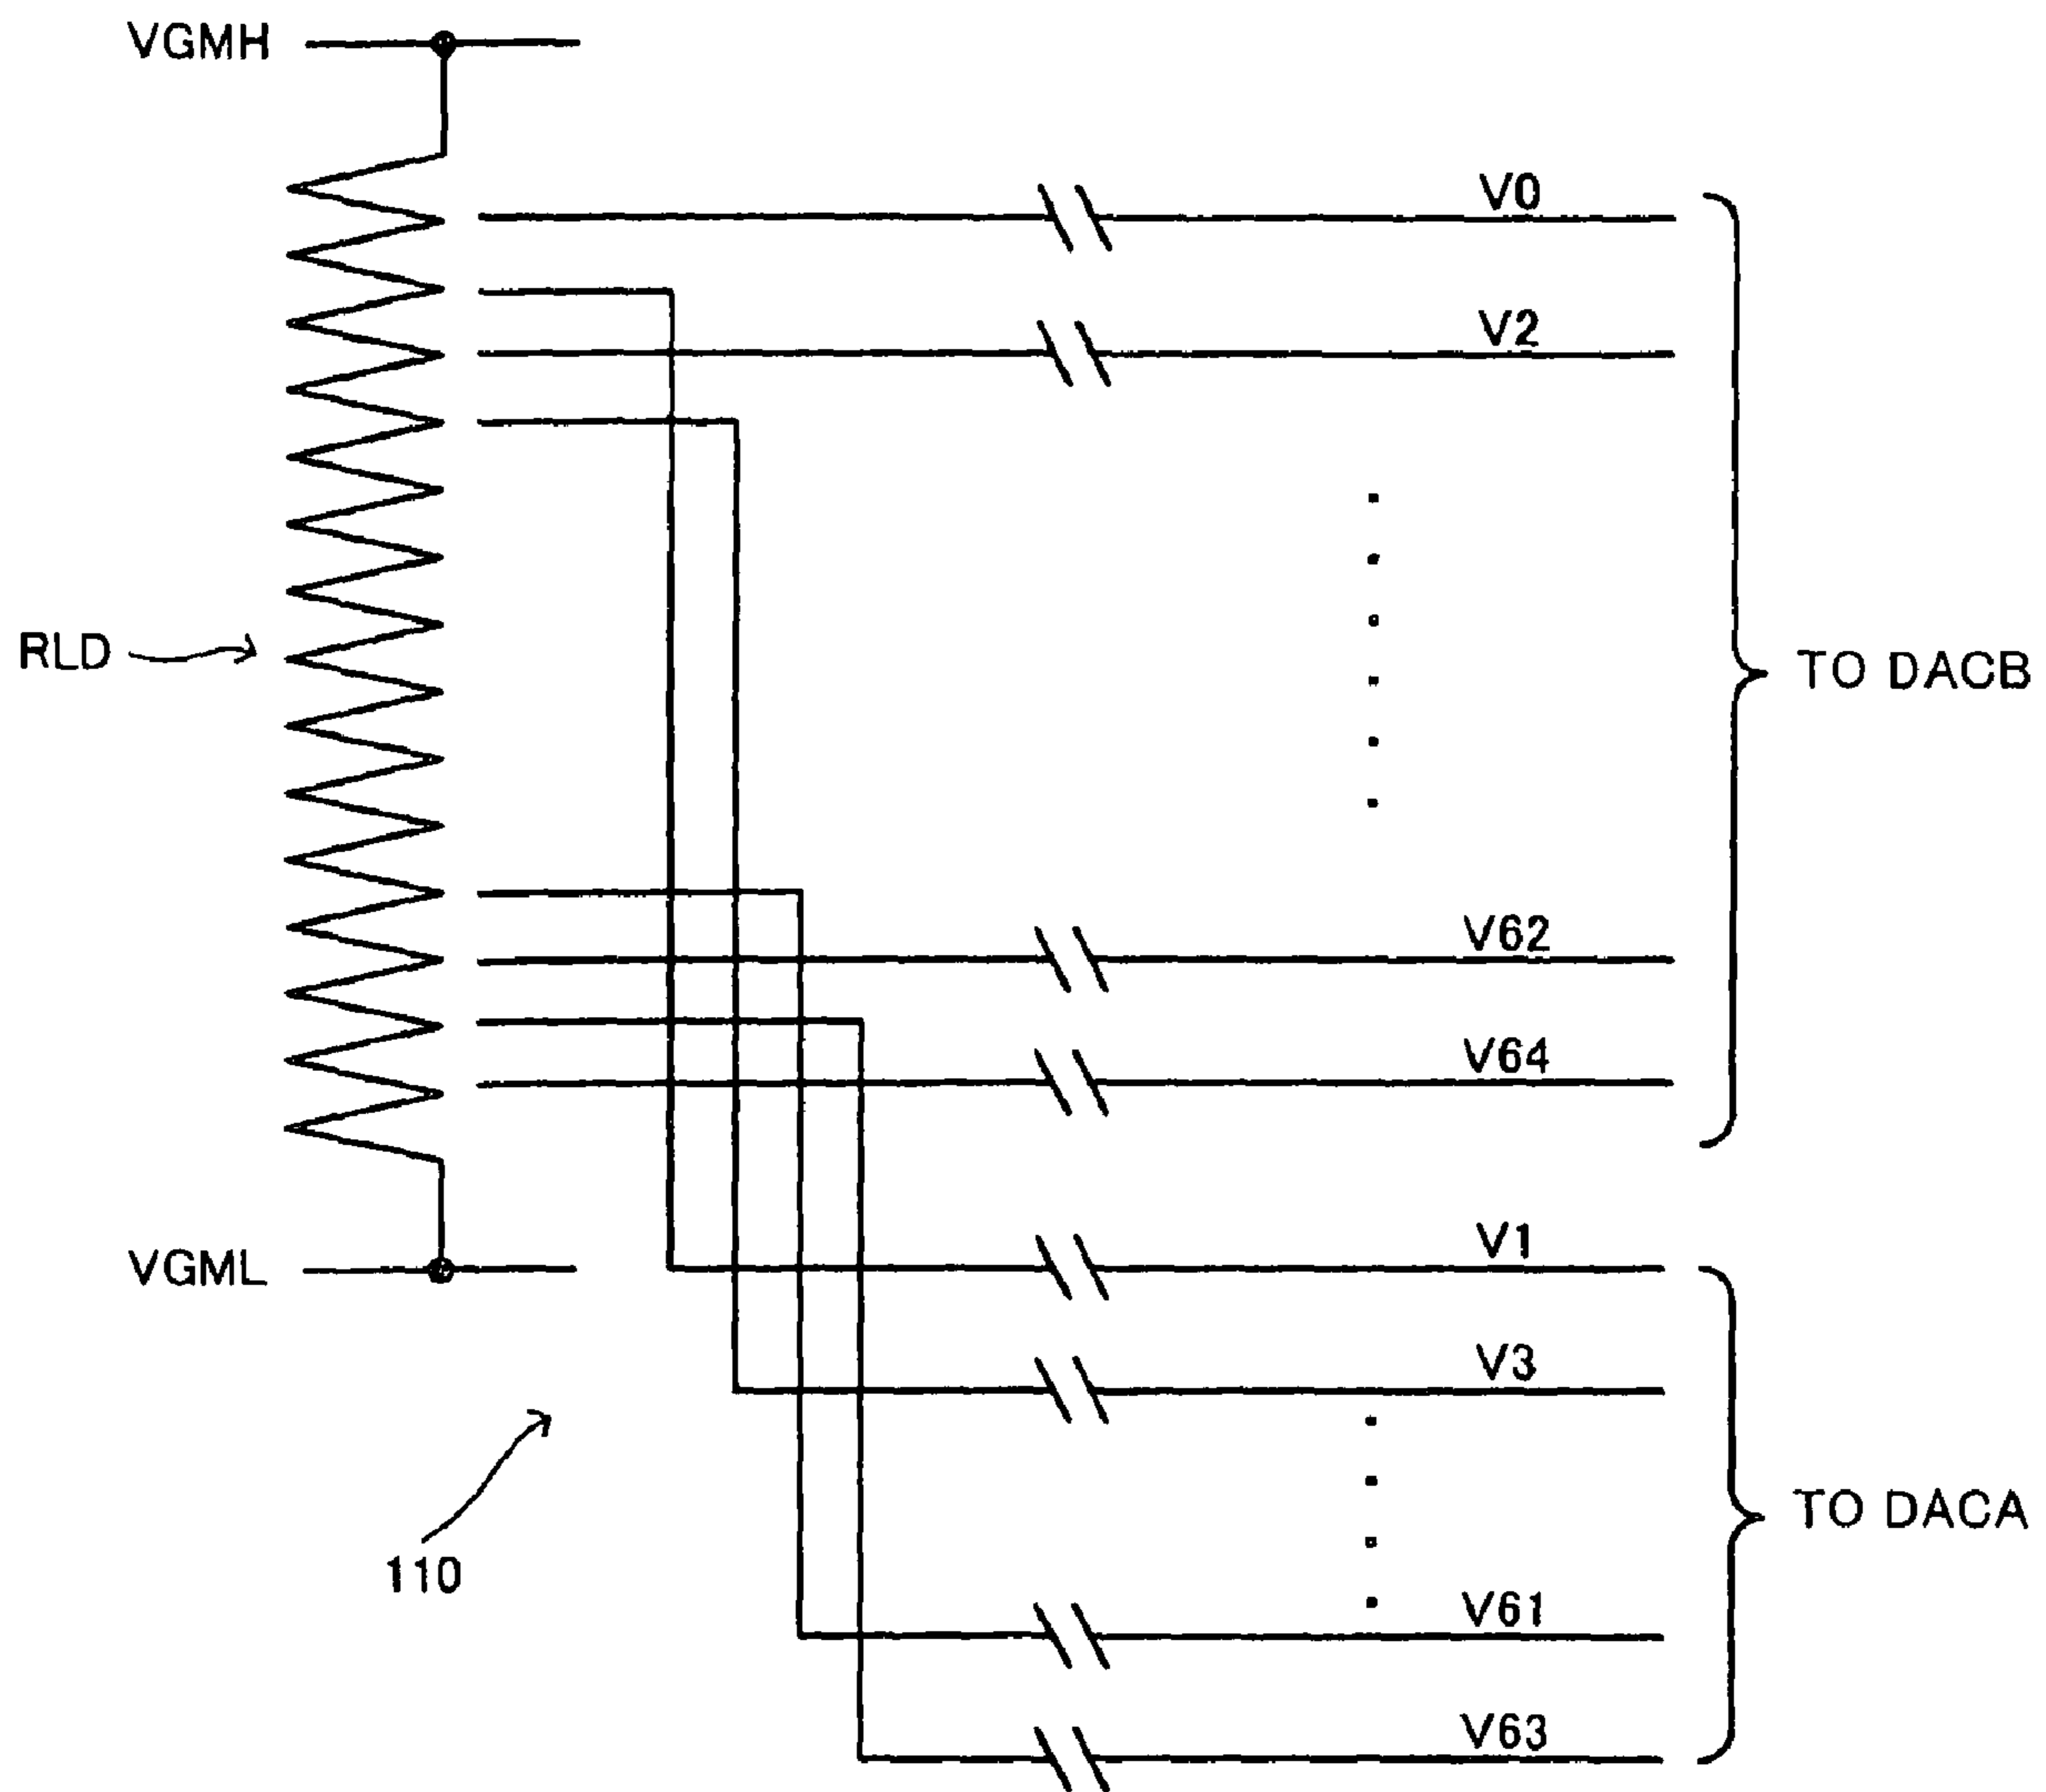 VGMH
V0
V2
RLD
TO DACB
V62
V64
VGML
V1
V3
110
TO DACA
V61
V63